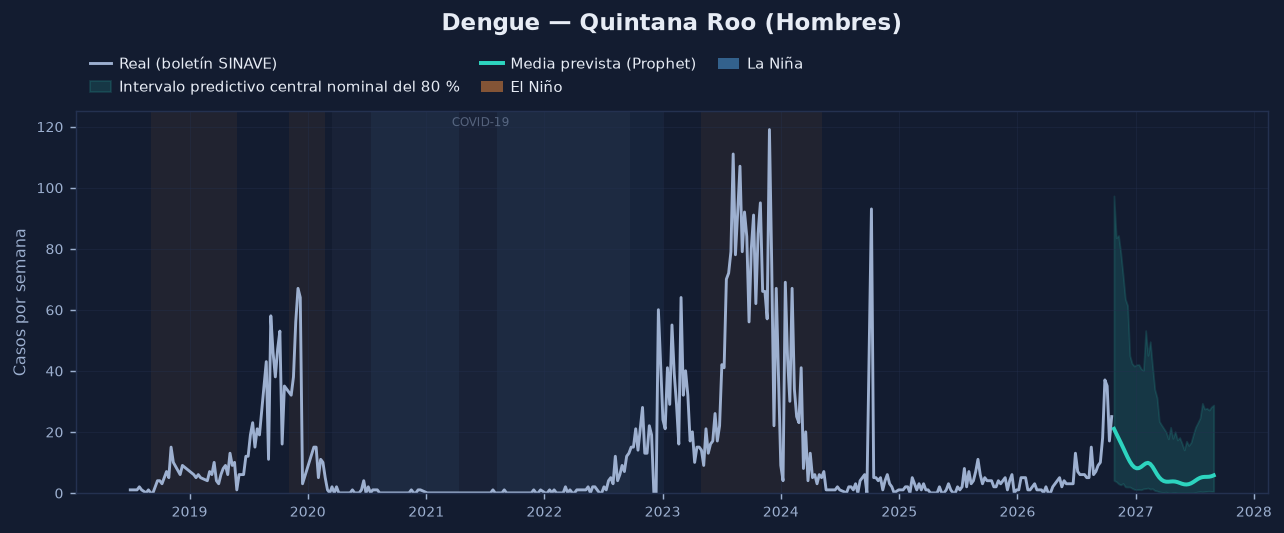 Dengue — Quintana Roo (Hombres)
Real (boletín SINAVE)
Intervalo predictivo central nominal del 80 %
Media prevista (Prophet)
El Niño
La Niña
COVID-19
Casos por semana
120
100
80
60
40
20
0
2019 2020 2021 2022 2023 2024 2025 2026 2027 2028